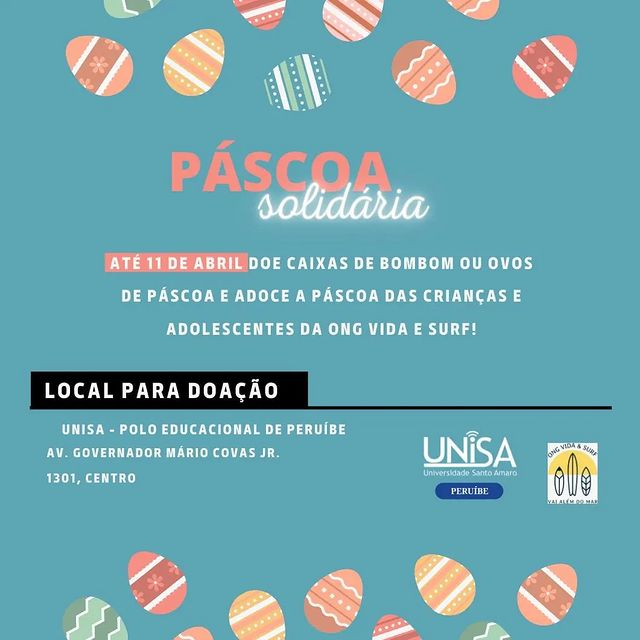 PÁSCOA
solidária
ATÉ 11 DE ABRIL DOE CAIXAS DE BOMBOM OU OVOS
DE PÁSCOA E ADOCE A PÁSCOA DAS CRIANÇAS E
ADOLESCENTES DA ONG VIDA E SURF!
LOCAL PARA DOAÇÃO
UNISA - POLO EDUCACIONAL DE PERUÍBE
AV. GOVERNADOR MÁRIO COVAS JR.
1301, CENTRO
UNISA
Universidade Santo Amaro
PERUÍBE
ONG VIDA & SURF
VAI ALÉM DO MAR